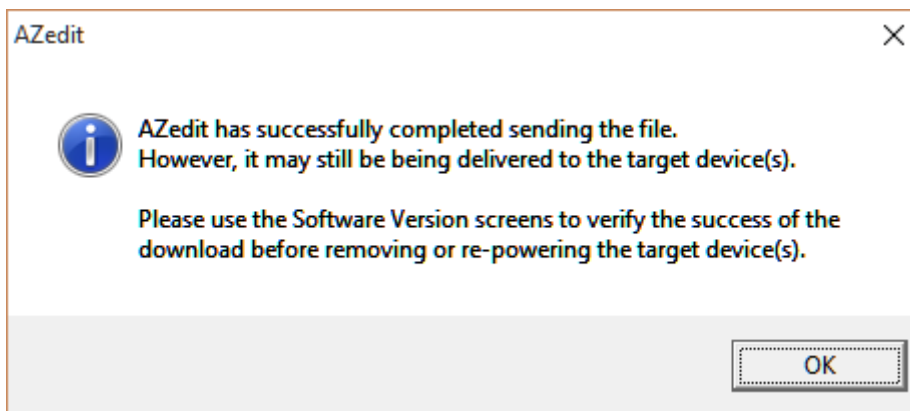 AZedit
AZedit has successfully completed sending the file.
However, it may still be being delivered to the target device(s).
Please use the Software Version screens to verify the success of the
download before removing or re-powering the target device(s).
OK